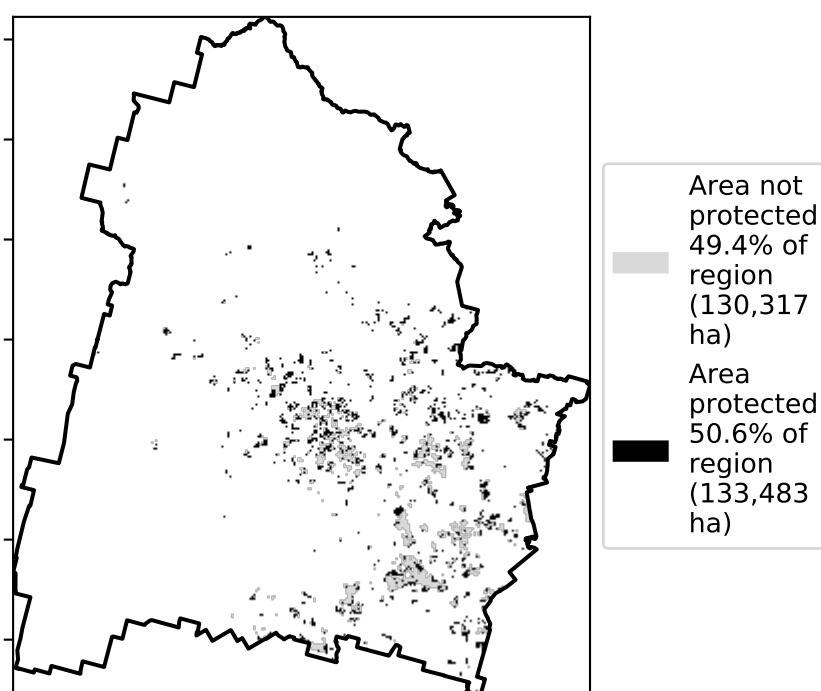 Area not
protected
49.4% of
region
(130,317
ha)
Area
protected
50.6% of
region
(133,483
ha)